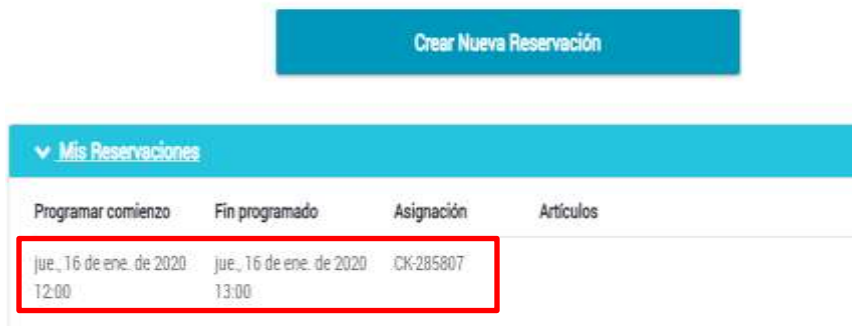 Crear Nueva Reservación
Mis Reservaciones
Programar comienzo Fin programado Asignación Artículos
jue., 16 de ene. de 2020 jue., 16 de ene. de 2020 CK-285807
12:00 13:00